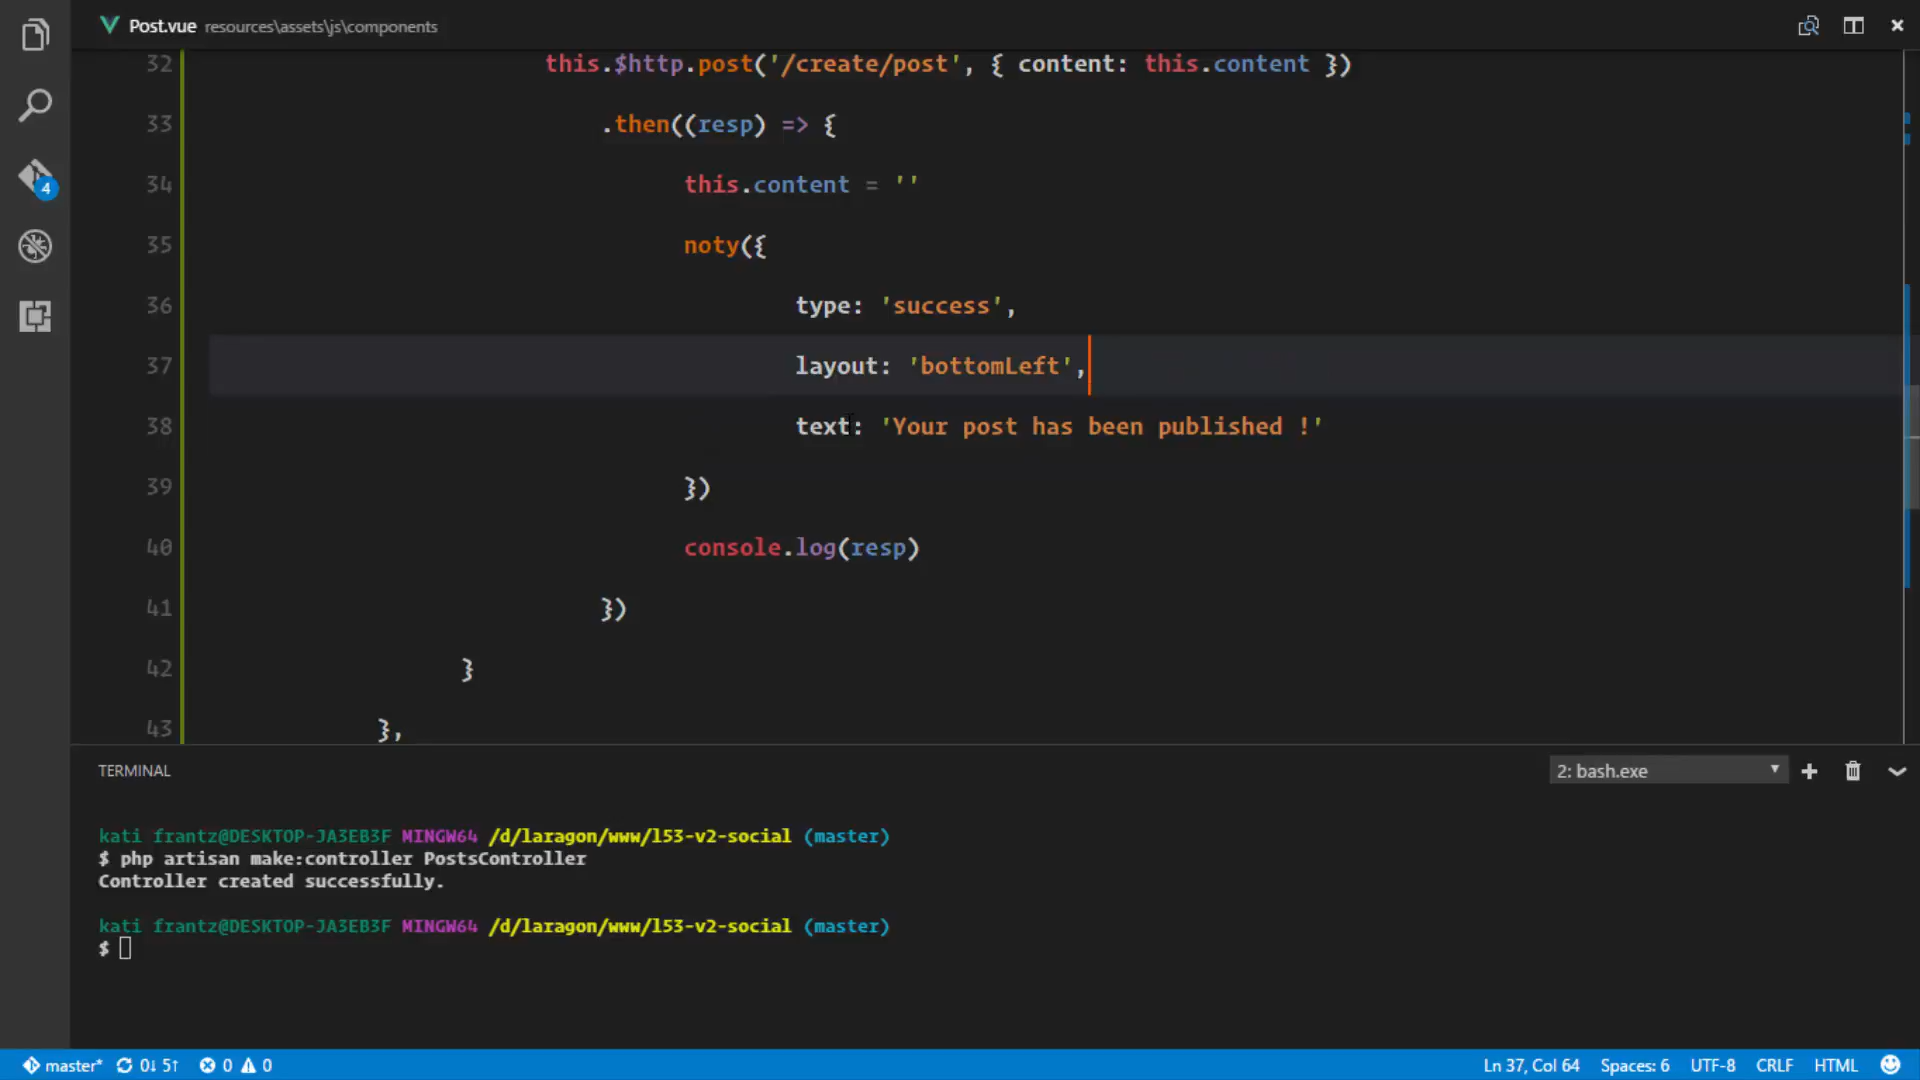 Post.vue resources\assets\js\components
32 this.$http.post('/create/post', { content: this.content })
33 .then((resp) => {
34 this.content = ''
35 noty({
36 type: 'success',
37 layout: 'bottomLeft',
38 text: 'Your post has been published !'
39 })
40 console.log(resp)
41 })
42 }
43 },
4
TERMINAL
2: bash.exe
kati frantz@DESKTOP-JA3EB3F MINGW64 /d/laragon/www/l53-v2-social (master)
$ php artisan make:controller PostsController
Controller created successfully.
kati frantz@DESKTOP-JA3EB3F MINGW64 /d/laragon/www/l53-v2-social (master)
$
master* 0↓ 5↑ 0 0 Ln 37, Col 64 Spaces: 6 UTF-8 CRLF HTML